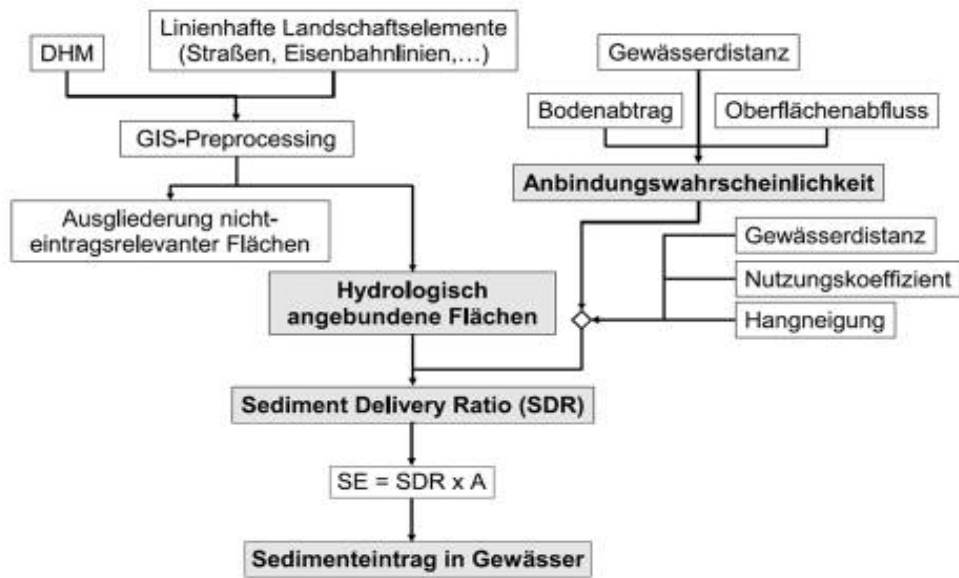 DHM
Linienhafte Landschaftselemente
(Straßen, Eisenbahnlinien,...)
GIS-Preprocessing
Ausgliederung nicht-
eintragsrelevanter Flächen
Gewässerdistanz
Bodenabtrag
Oberflächenabfluss
Anbindungswahrscheinlichkeit
Gewässerdistanz
Nutzungskoeffizient
Hangneigung
Hydrologisch
angebundene Flächen
Sediment Delivery Ratio (SDR)
SE = SDR x A
Sedimenteintrag in Gewässer